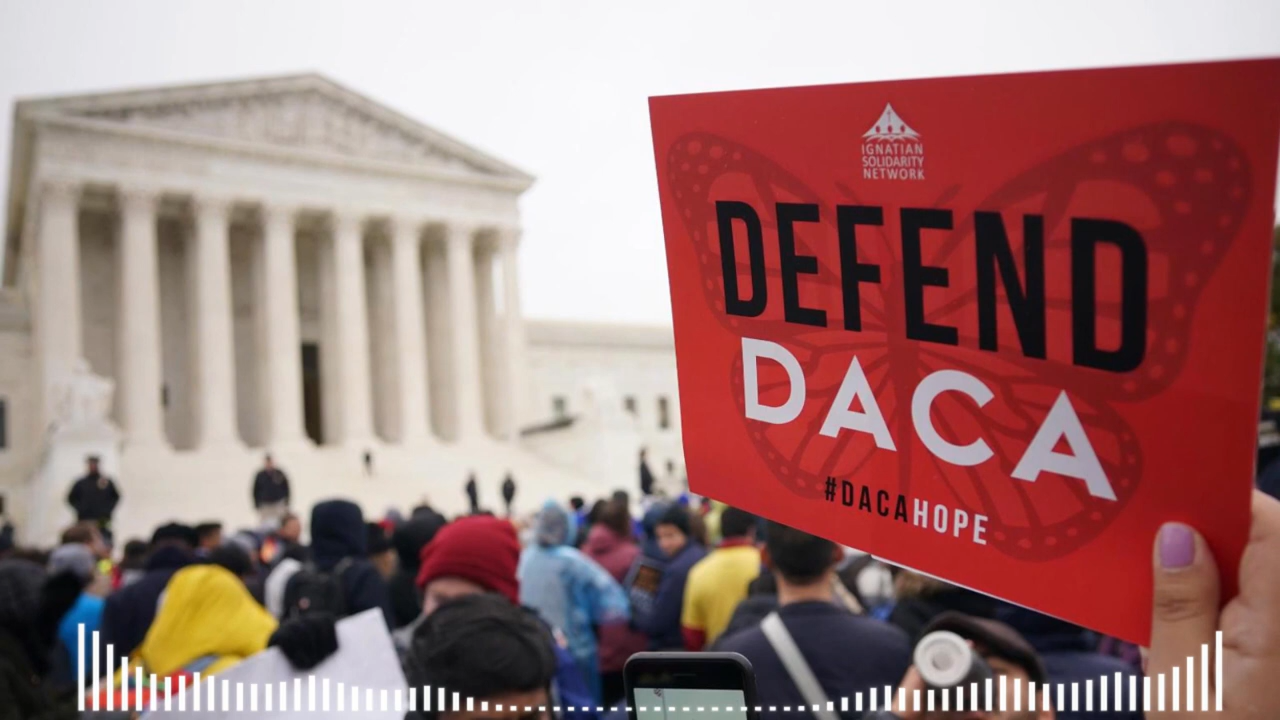 IGNATIAN
SOLIDARITY
NETWORK
DEFEND
DACA
#DACAHOPE